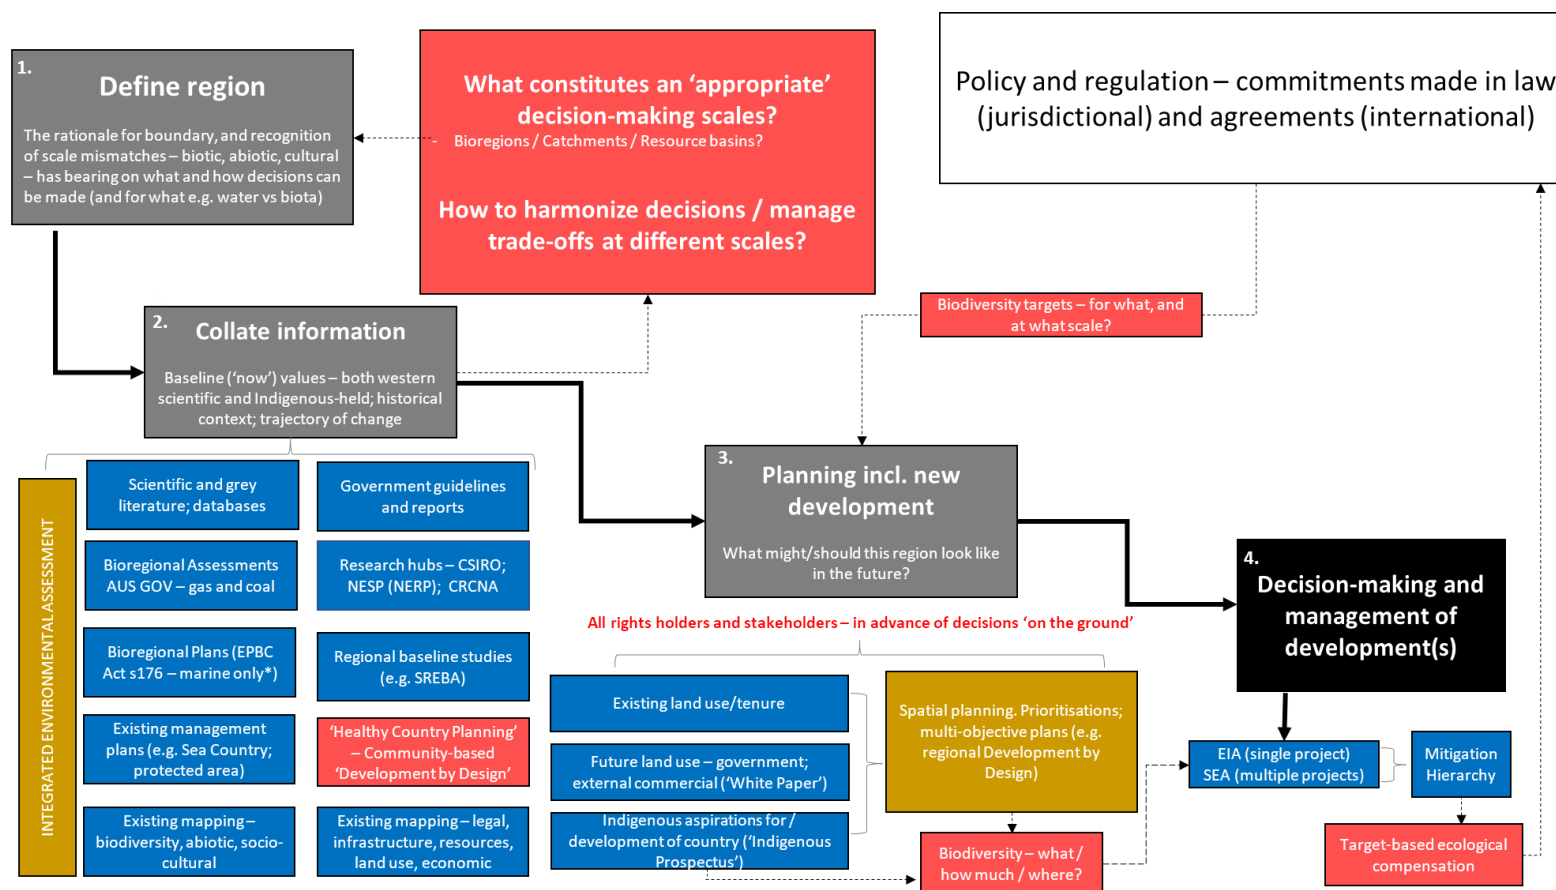 1.
Define region
The rationale for boundary, and recognition
of scale mismatches – biotic, abiotic, cultural
– has bearing on what and how decisions can
be made (and for what e.g. water vs biota)
What constitutes an ‘appropriate’
decision-making scales?
- Bioregions / Catchments / Resource basins?
How to harmonize decisions / manage
trade-offs at different scales?
Policy and regulation – commitments made in law
(jurisdictional) and agreements (international)
Biodiversity targets – for what, and
at what scale?
2.
Collate information
Baseline (‘now’) values – both western
scientific and Indigenous-held; historical
context; trajectory of change
INTEGRATED ENVIRONMENTAL ASSESSMENT
Scientific and grey
literature; databases
Government guidelines
and reports
Bioregional Assessments
AUS GOV – gas and coal
Research hubs – CSIRO;
NESP (NERP); CRCNA
Bioregional Plans (EPBC
Act s176 – marine only*)
Regional baseline studies
(e.g. SREBA)
Existing management
plans (e.g. Sea Country;
protected area)
‘Healthy Country Planning’
– Community-based
‘Development by Design’
Existing mapping –
biodiversity, abiotic, socio-
cultural
Existing mapping – legal,
infrastructure, resources,
land use, economic
3.
Planning incl. new
development
What might/should this region look like
in the future?
All rights holders and stakeholders – in advance of decisions ‘on the ground’
Existing land use/tenure
Future land use – government;
external commercial (‘White Paper’)
Indigenous aspirations for /
development of country (‘Indigenous
Prospectus’)
Spatial planning. Prioritisations;
multi-objective plans (e.g.
regional Development by
Design)
Biodiversity – what /
how much / where?
4.
Decision-making and
management of
development(s)
EIA (single project)
SEA (multiple projects)
Mitigation
Hierarchy
Target-based ecological
compensation